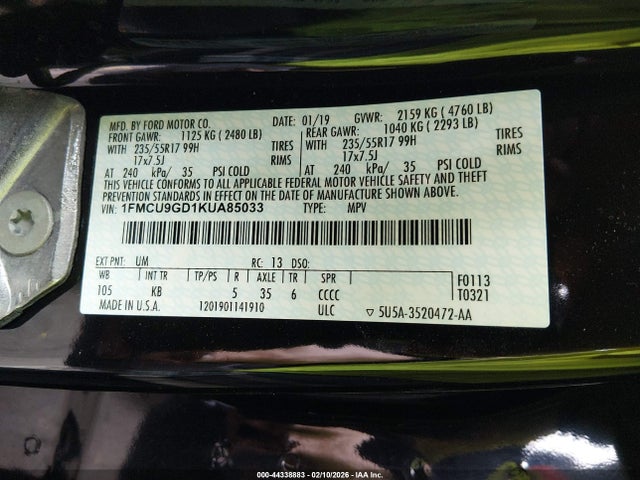 MFD. BY FORD MOTOR CO. DATE: 01/19 GVWR: 2159 KG ( 4760 LB)
FRONT GAWR: 1125 KG ( 2480 LB) REAR GAWR: 1040 KG ( 2293 LB)
WITH 235/55R17 99H TIRES WITH 235/55R17 99H TIRES
17x7.5J RIMS 17x7.5J RIMS
AT 240 kPa/ 35 PSI COLD AT 240 kPa/ 35 PSI COLD
THIS VEHICLE CONFORMS TO ALL APPLICABLE FEDERAL MOTOR VEHICLE SAFETY AND THEFT
PREVENTION STANDARDS IN EFFECT ON THE DATE OF MANUFACTURE SHOWN ABOVE.
VIN: 1FMCU9GD1KUA85033 TYPE: MPV
EXT PNT: UM RC: 13 DSO:
WB INT TR TP/PS R AXLE TR SPR F0113
105 KB 5 35 6 CCCC T0321
MADE IN U.S.A. 1201901141910 ULC ▽ 5U5A-3520472-AA
000-44338883 - 02/10/2026 - IAA Inc.